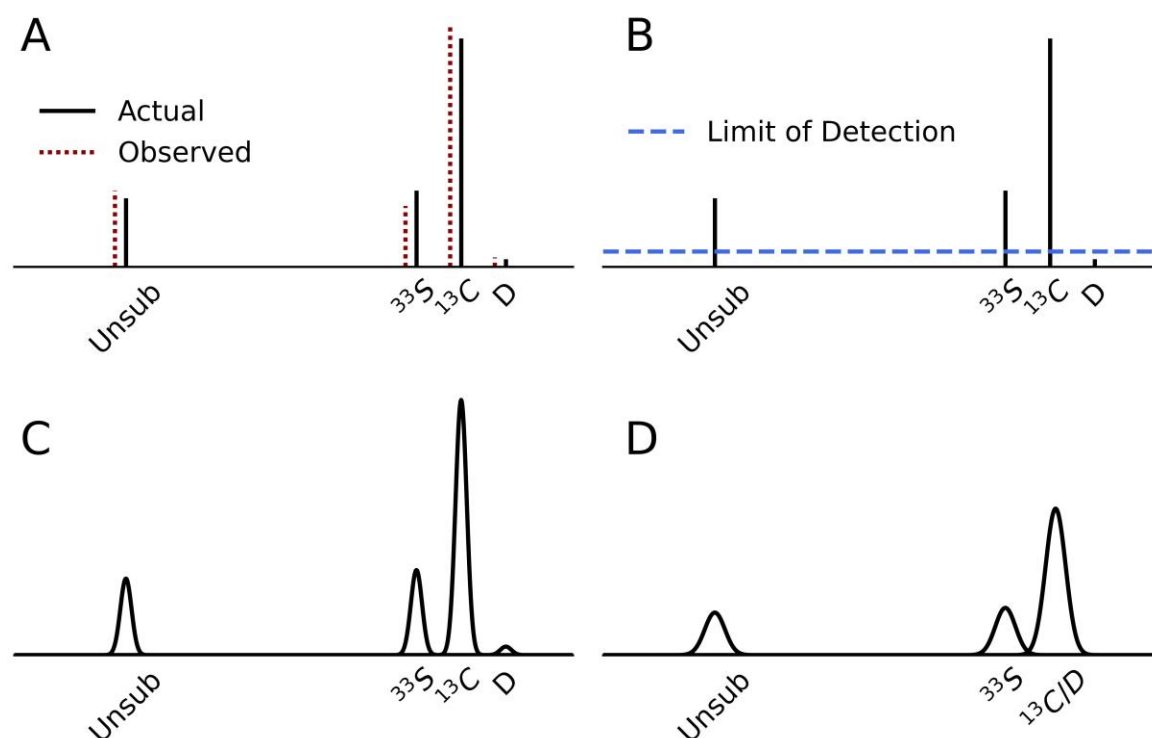 A
Actual
Observed
Unsub
³³S
¹³C
D
B
Limit of Detection
Unsub
³³S
¹³C
D
C
Unsub
³³S
¹³C
D
D
Unsub
³³S
¹³C/D